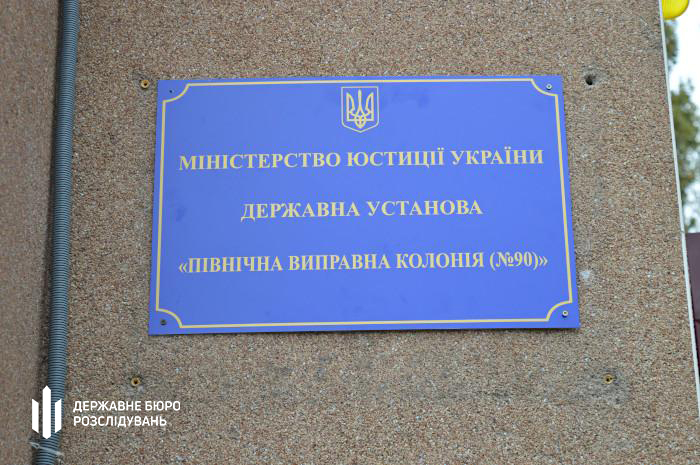 МІНІСТЕРСТВО ЮСТИЦІЇ УКРАЇНИ
ДЕРЖАВНА УСТАНОВА
«ПІВНІЧНА ВИПРАВНА КОЛОНІЯ (№90)»
ДЕРЖАВНЕ БЮРО
РОЗСЛІДУВАНЬ